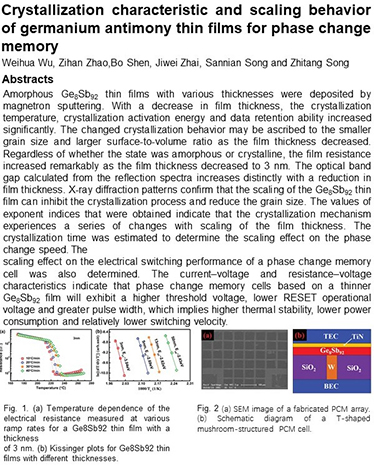 Crystallization characteristic and scaling behavior
of germanium antimony thin films for phase change
memory
Weihua Wu, Zihan Zhao,Bo Shen, Jiwei Zhai, Sannian Song and Zhitang Song
Abstracts
Amorphous Ge8Sb92 thin films with various thicknesses were deposited by
magnetron sputtering. With a decrease in film thickness, the crystallization
temperature, crystallization activation energy and data retention ability increased
significantly. The changed crystallization behavior may be ascribed to the smaller
grain size and larger surface-to-volume ratio as the film thickness decreased.
Regardless of whether the state was amorphous or crystalline, the film resistance
increased remarkably as the film thickness decreased to 3 nm. The optical band
gap calculated from the reflection spectra increases distinctly with a reduction in
film thickness. X-ray diffraction patterns confirm that the scaling of the Ge8Sb92 thin
film can inhibit the crystallization process and reduce the grain size. The values of
exponent indices that were obtained indicate that the crystallization mechanism
experiences a series of changes with scaling of the film thickness. The
crystallization time was estimated to determine the scaling effect on the phase
change speed. The
scaling effect on the electrical switching performance of a phase change memory
cell was also determined. The current–voltage and resistance–voltage
characteristics indicate that phase change memory cells based on a thinner
Ge8Sb92 film will exhibit a higher threshold voltage, lower RESET operational
voltage and greater pulse width, which implies higher thermal stability, lower power
consumption and relatively lower switching velocity.
(a)
(b)
(a)
(b)
TEC
TiN
Ge8Sb92
SiO2
W
SiO2
BEC
Temperature (°C)
Fig. 1. (a) Temperature dependence of the
electrical resistance measured at various
ramp rates for a Ge8Sb92 thin film with a
thickness
of 3 nm. (b) Kissinger plots for Ge8Sb92 thin
films with different thicknesses.
Fig. 2 (a) SEM image of a fabricated PCM array.
(b) Schematic diagram of a T-shaped
mushroom-structured PCM cell.